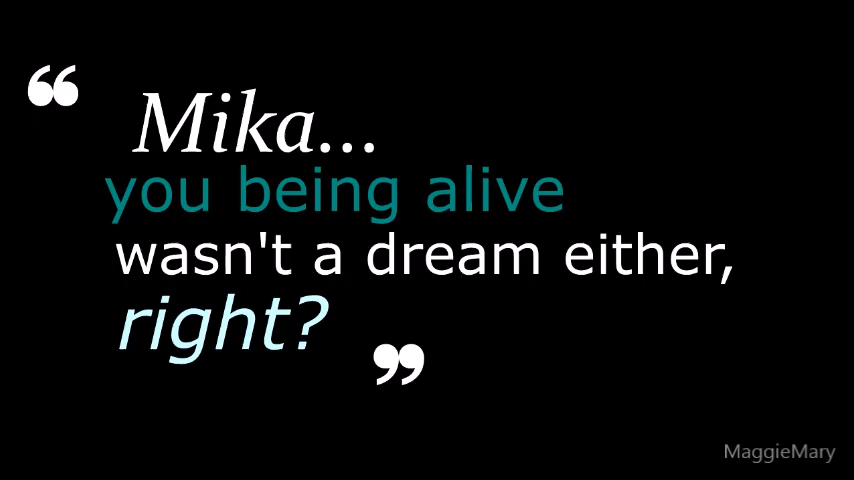 “
Mika...
you being alive
wasn't a dream either,
right?
”
MaggieMary